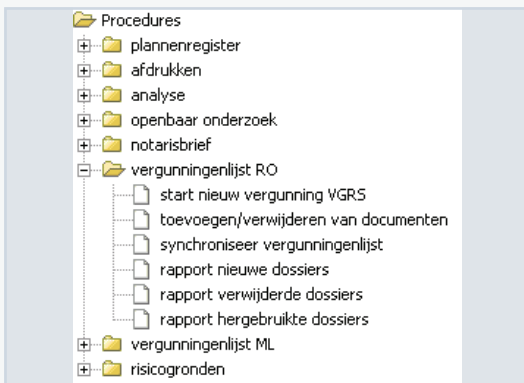 Procedures
plannenregister
afdrukken
analyse
openbaar onderzoek
notarisbrief
vergunningenlijst RO
start nieuw vergunning VGRS
toevoegen/verwijderen van documenten
synchroniseer vergunningenlijst
rapport nieuwe dossiers
rapport verwijderde dossiers
rapport hergebruikte dossiers
vergunningenlijst ML
risicogronden